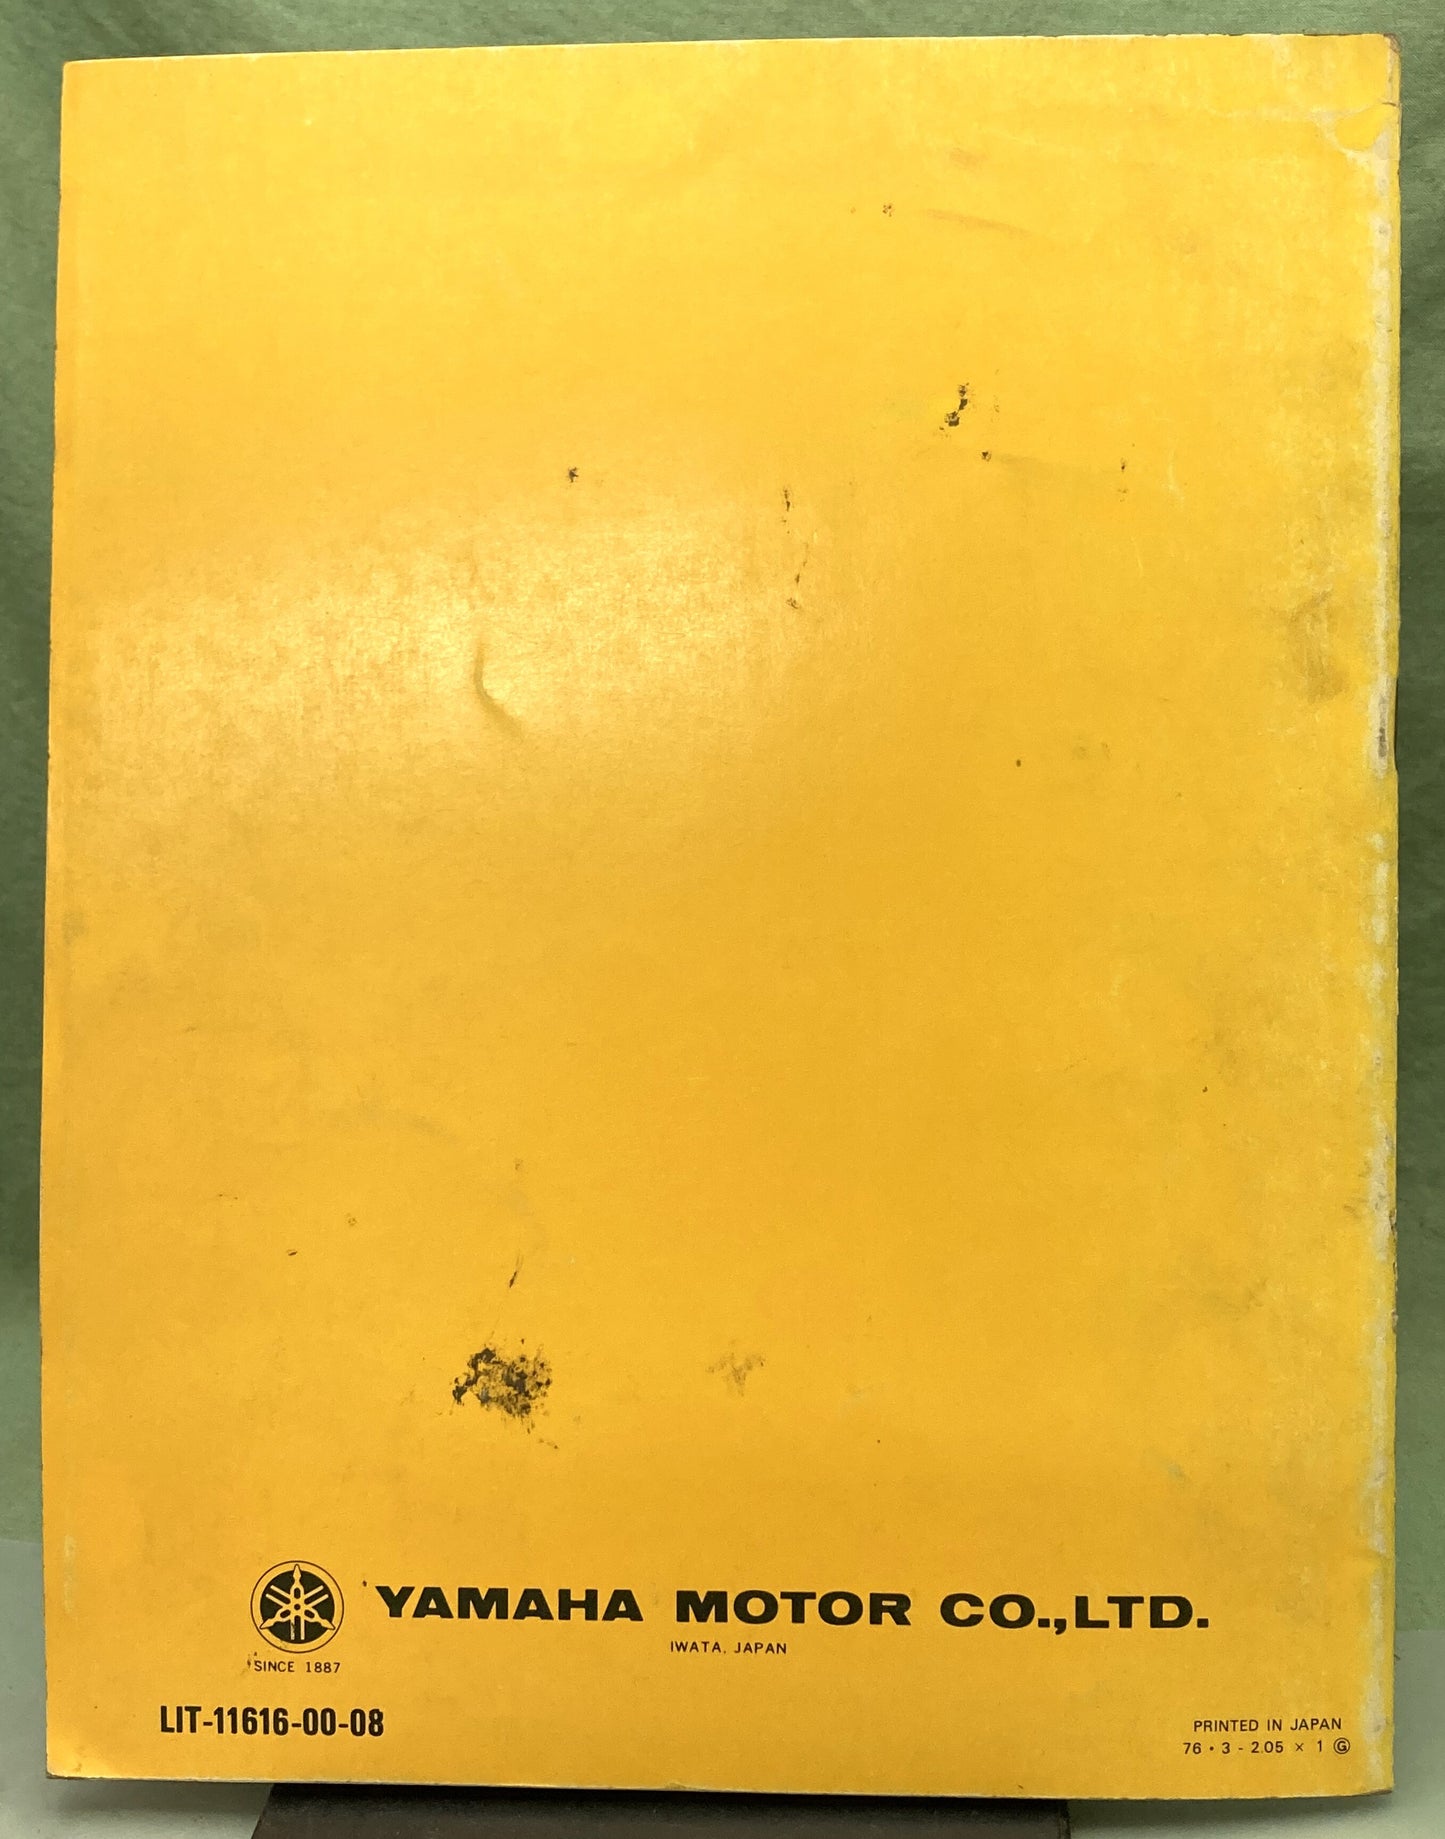 YAMAHA MOTOR CO.,LTD.
IWATA, JAPAN
SINCE 1887
LIT-11616-00-08
PRINTED IN JAPAN
76 • 3 - 2.05 × 1 Ⓖ